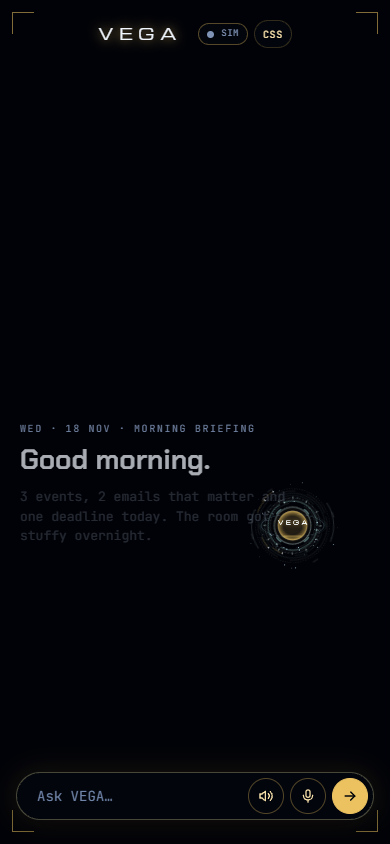 VEGA
SIM
CSS
WED · 18 NOV · MORNING BRIEFING
Good morning.
3 events, 2 emails that matter and
one deadline today. The room got
stuffy overnight.
VEGA
Ask VEGA…